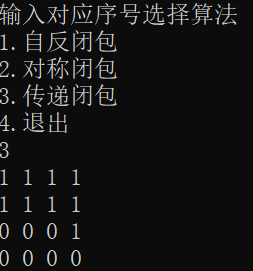 输入对应序号选择算法
1.自反闭包
2.对称闭包
3.传递闭包
4.退出
3
1 1 1 1
1 1 1 1
0 0 0 1
0 0 0 0